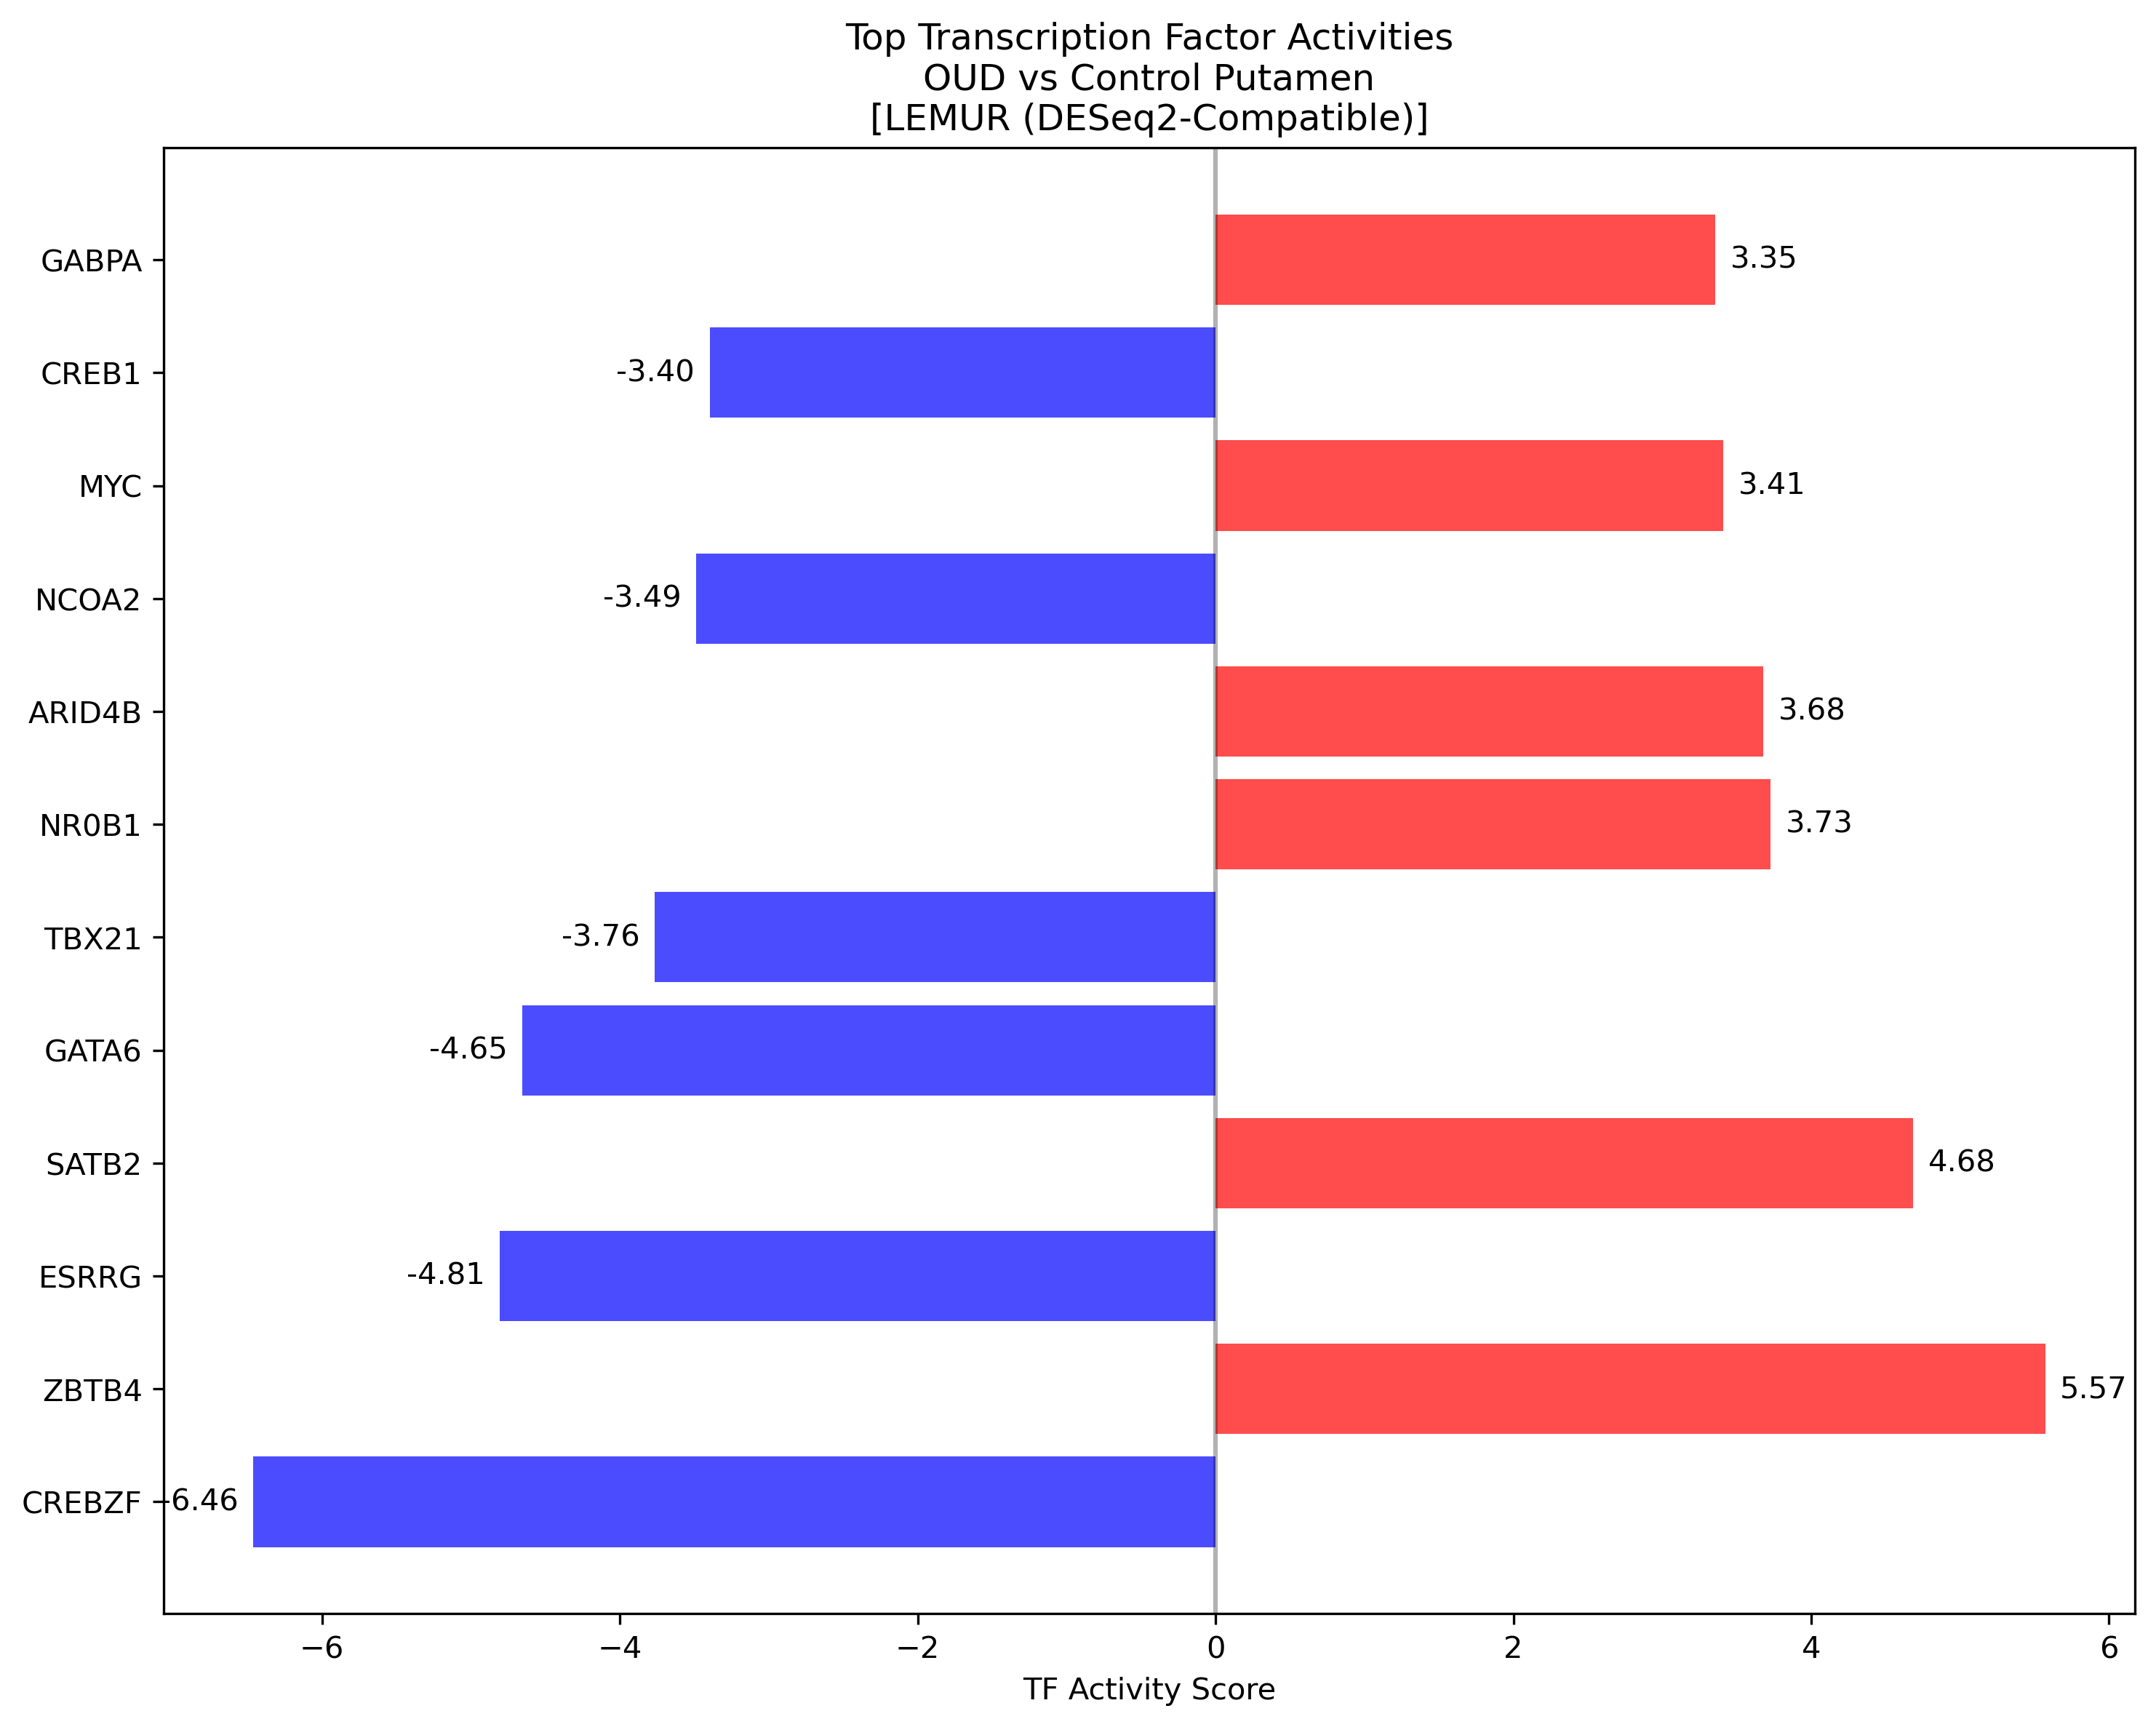 Top Transcription Factor Activities
OUD vs Control Putamen
[LEMUR (DESeq2-Compatible)]
GABPA 3.35
CREB1 -3.40
MYC 3.41
NCOA2 -3.49
ARID4B 3.68
NR0B1 3.73
TBX21 -3.76
GATA6 -4.65
SATB2 4.68
ESRRG -4.81
ZBTB4 5.57
CREBZF -6.46
−6 −4 −2 0 2 4 6
TF Activity Score